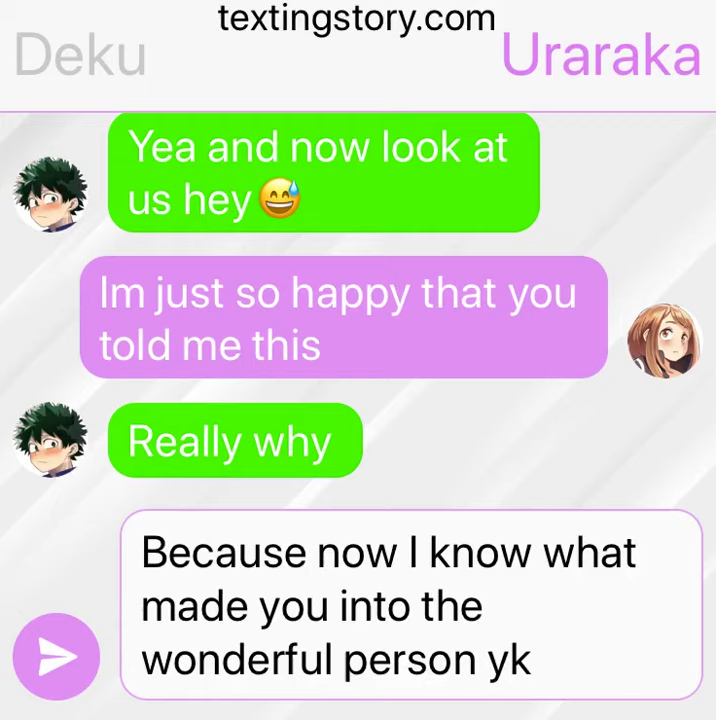 textingstory.com
Deku
Uraraka
Yea and now look at
us hey😅
Im just so happy that you
told me this
Really why
Because now I know what
made you into the
wonderful person yk